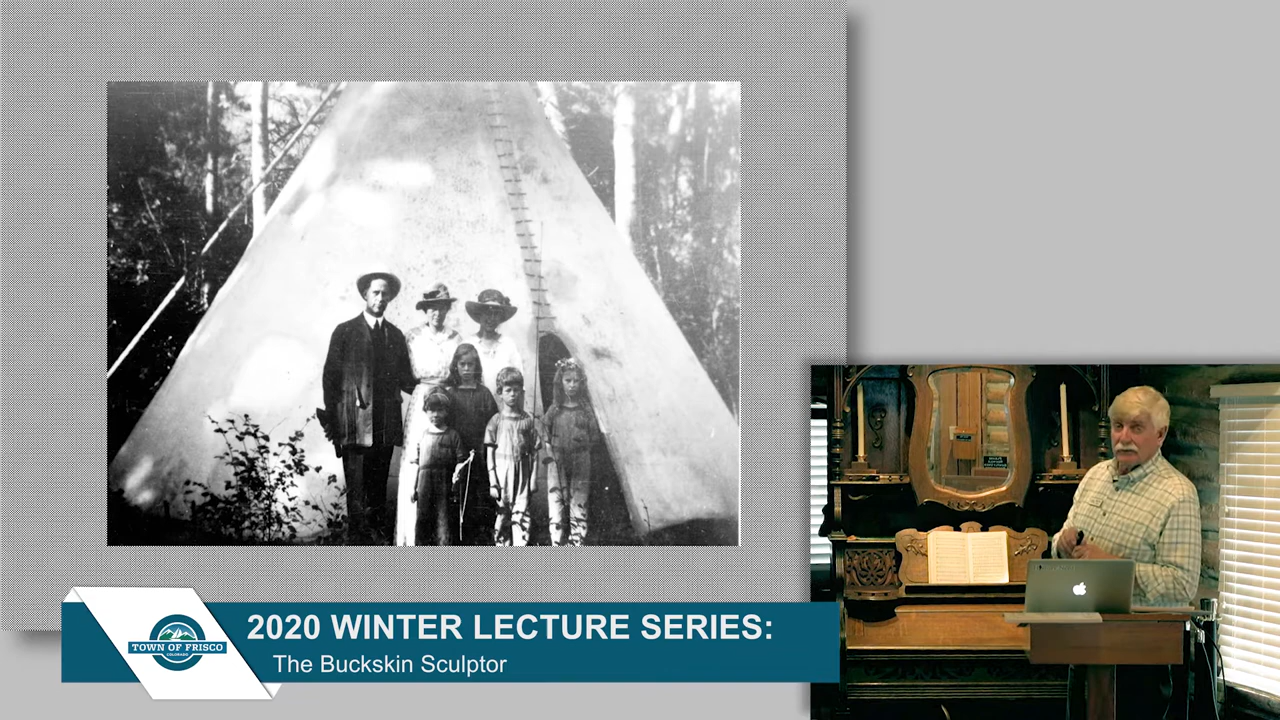 2020 WINTER LECTURE SERIES:
The Buckskin Sculptor
TOWN OF FRISCO
COLORADO